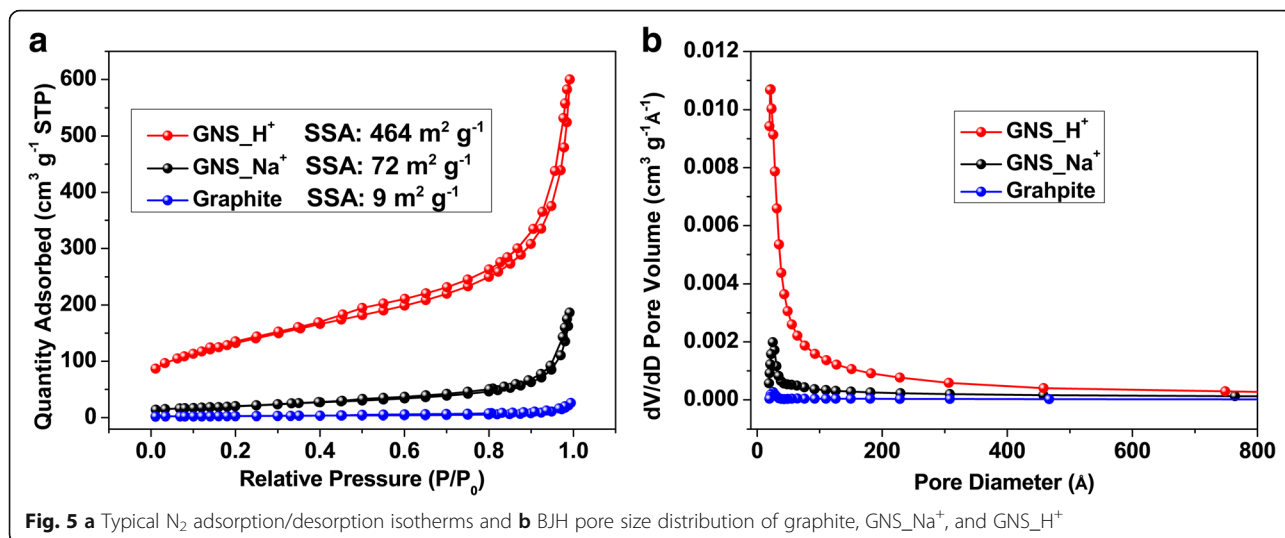 a
Quantity Adsorbed (cm³ g⁻¹ STP)
600
500
400
300
200
100
0
GNS_H⁺ SSA: 464 m² g⁻¹
GNS_Na⁺ SSA: 72 m² g⁻¹
Graphite SSA: 9 m² g⁻¹
0.0 0.2 0.4 0.6 0.8 1.0
Relative Pressure (P/P₀)
b
dV/dD Pore Volume (cm³ g⁻¹Å⁻¹)
0.012
0.010
0.008
0.006
0.004
0.002
0.000
GNS_H⁺
GNS_Na⁺
Grahpite
0 200 400 600 800
Pore Diameter (Å)
Fig. 5 a Typical N₂ adsorption/desorption isotherms and b BJH pore size distribution of graphite, GNS_Na⁺, and GNS_H⁺